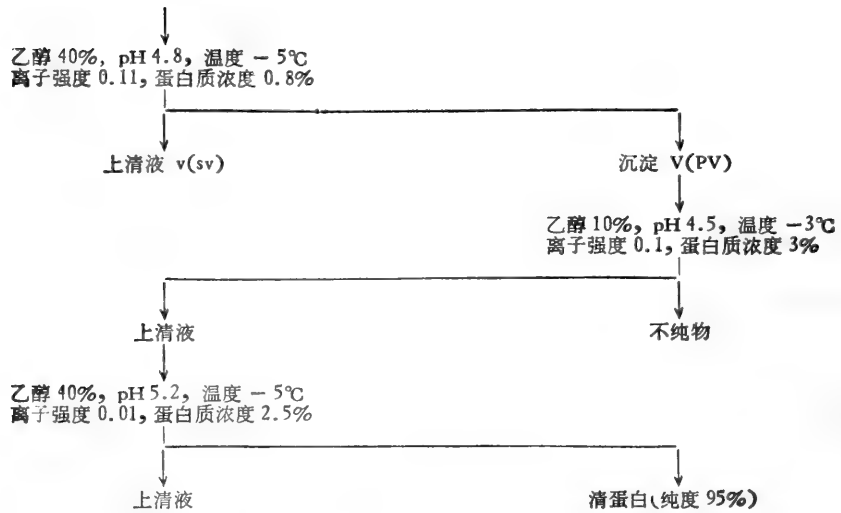 乙醇 40%, pH 4.8, 温度 -5℃
离子强度 0.11, 蛋白质浓度 0.8%
上清液 v(sv)
沉淀 V(PV)
乙醇 10%, pH 4.5, 温度 -3℃
离子强度 0.1, 蛋白质浓度 3%
上清液
不纯物
乙醇 40%, pH 5.2, 温度 -5℃
离子强度 0.01, 蛋白质浓度 2.5%
上清液
清蛋白(纯度 95%)